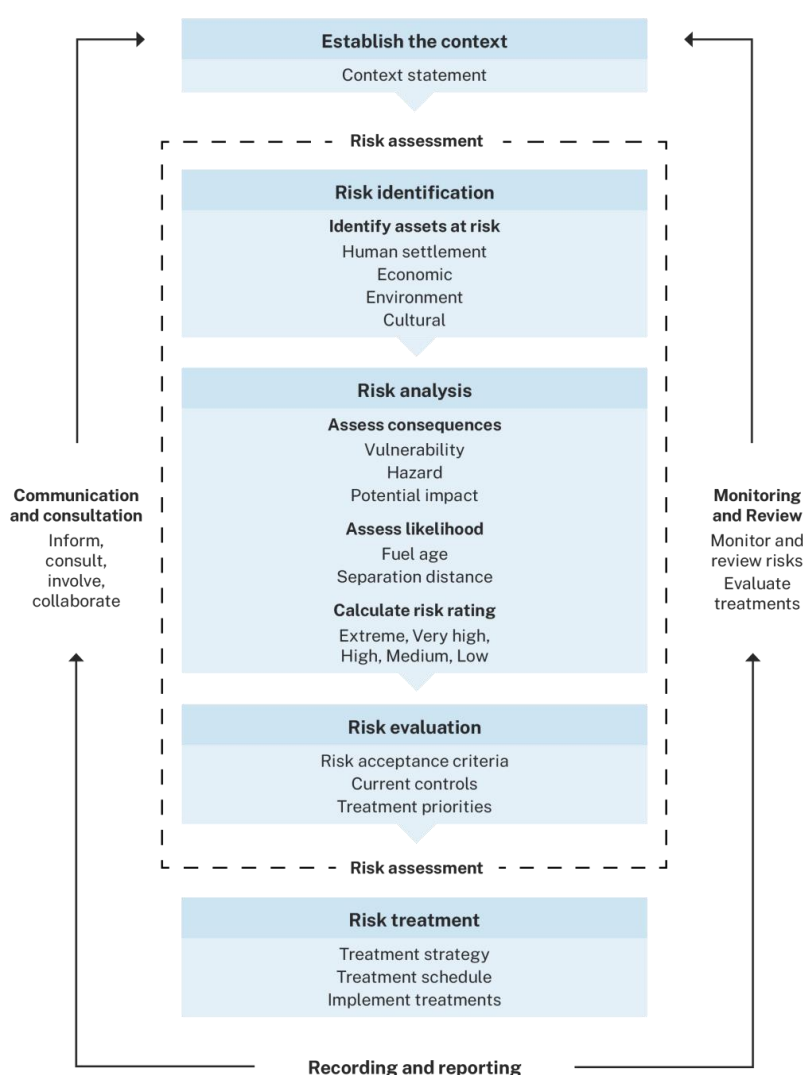 Establish the context
Context statement
Risk assessment
Risk identification
Identify assets at risk
Human settlement
Economic
Environment
Cultural
Risk analysis
Assess consequences
Vulnerability
Hazard
Potential impact
Assess likelihood
Fuel age
Separation distance
Calculate risk rating
Extreme, Very high,
High, Medium, Low
Risk evaluation
Risk acceptance criteria
Current controls
Treatment priorities
Risk assessment
Risk treatment
Treatment strategy
Treatment schedule
Implement treatments
Communication
and consultation
Inform,
consult,
involve,
collaborate
Monitoring
and Review
Monitor and
review risks
Evaluate
treatments
Recording and reporting